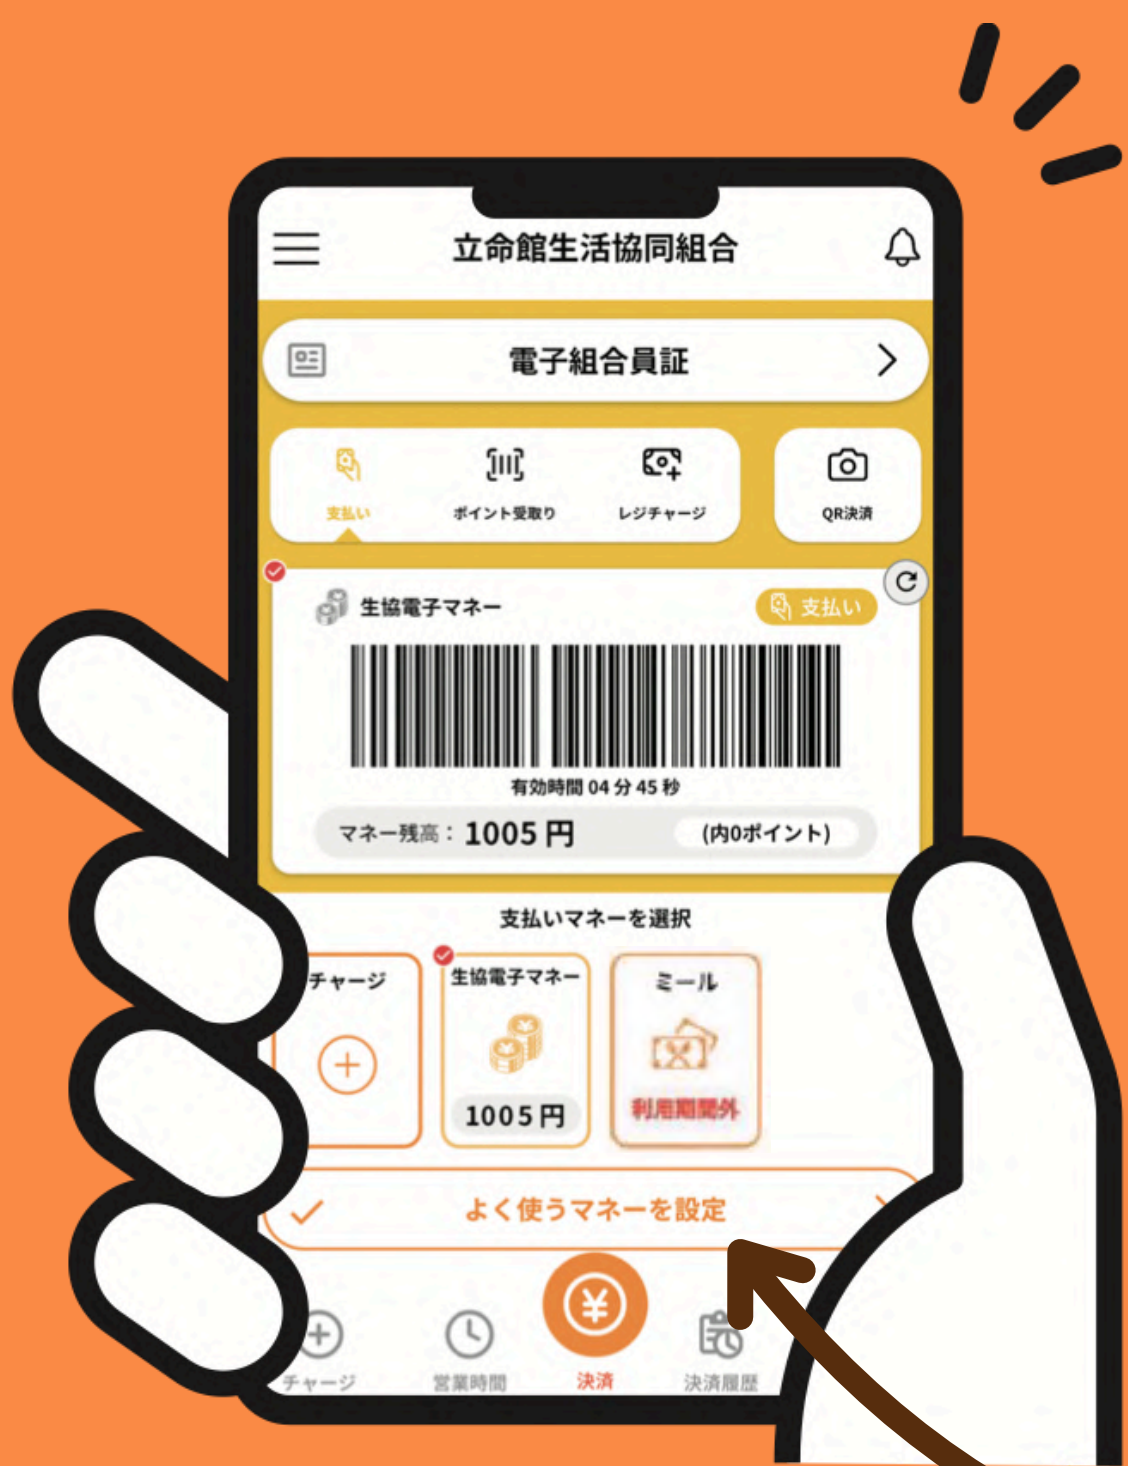 立命館生活協同組合
電子組合員証
支払い
ポイント受取り
レジチャージ
QR決済
生協電子マネー
支払い
有効時間 04 分 45 秒
マネー残高： 1005 円
(内0ポイント)
支払いマネーを選択
チャージ
生協電子マネー
1005 円
ミール
利用期間外
よく使うマネーを設定
チャージ
営業時間
決済
決済履歴